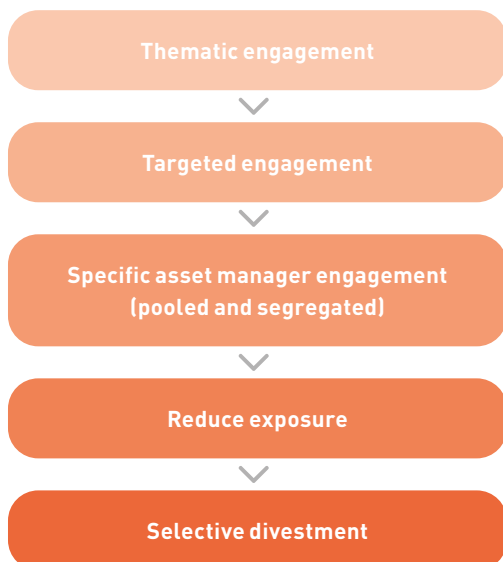 Thematic engagement
Targeted engagement
Specific asset manager engagement
(pooled and segregated)
Reduce exposure
Selective divestment